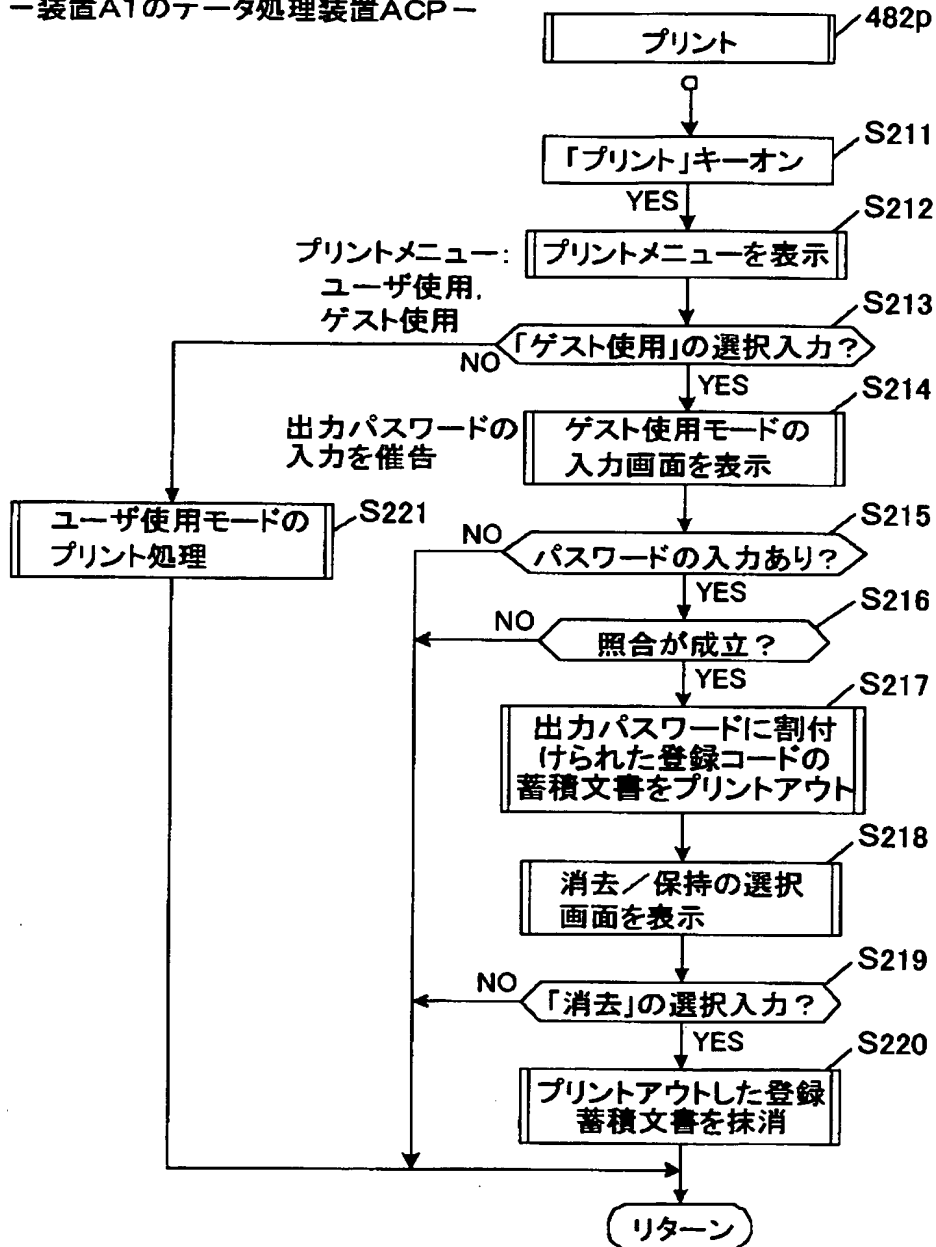 －装置A1のデータ処理装置ACP－
プリント
482p
「プリント」キーオン
S211
YES
プリントメニューを表示
S212
プリントメニュー：
ユーザ使用，
ゲスト使用
「ゲスト使用」の選択入力？
S213
NO
YES
出力パスワードの
入力を催告
ゲスト使用モードの
入力画面を表示
S214
ユーザ使用モードの
プリント処理
S221
パスワードの入力あり？
S215
NO
YES
照合が成立？
S216
NO
YES
出力パスワードに割付
けられた登録コードの
蓄積文書をプリントアウト
S217
消去／保持の選択
画面を表示
S218
「消去」の選択入力？
S219
NO
YES
プリントアウトした登録
蓄積文書を抹消
S220
リターン